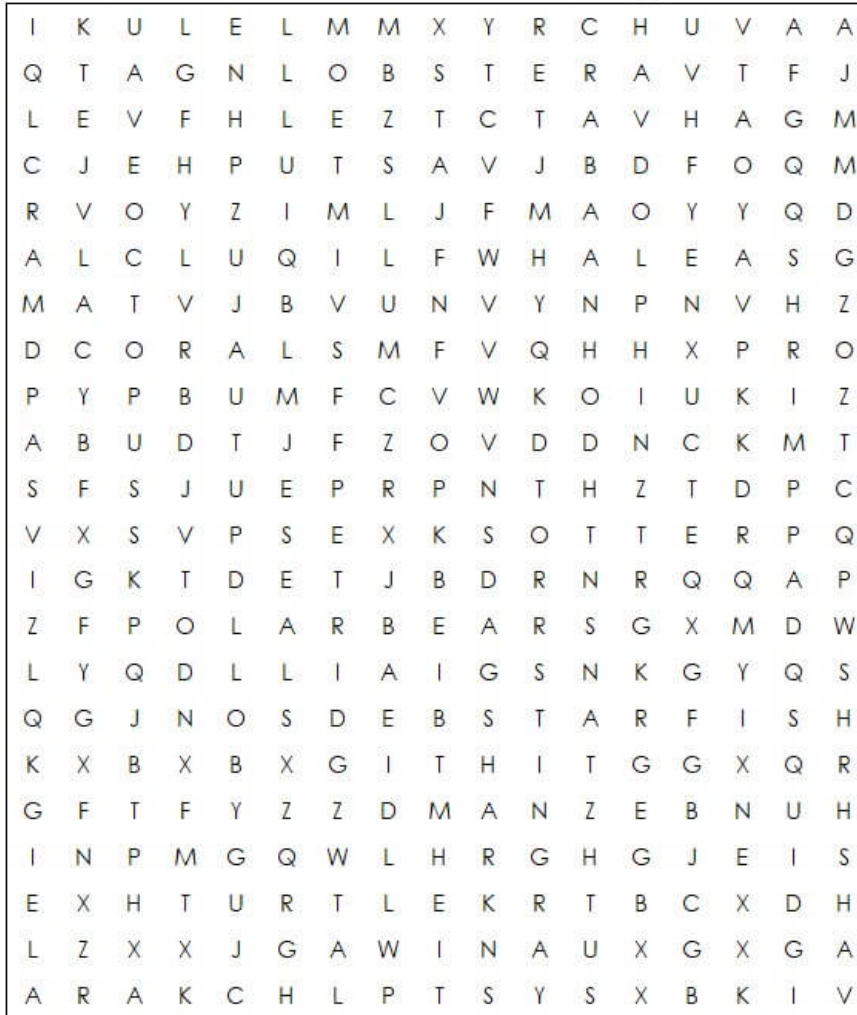 I K U L E L M M X Y R C H U V A A
Q T A G N L O B S T E R A V T F J
L E V F H L E Z T C T A V H A G M
C J E H P U T S A V J B D F O Q M
R V O Y Z I M L J F M A O Y Y Q D
A L C L U Q I L F W H A L E A S G
M A T V J B V U N V Y N P N V H Z
D C O R A L S M F V Q H H X P R O
P Y P B U M F C V W K O I U K I Z
A B U D T J F Z O V D D N C K M T
S F S J U E P R P N T H Z T D P C
V X S V P S E X K S O T T E R P Q
I G K T D E T J B D R N R Q Q A P
Z F P O L A R B E A R S G X M D W
L Y Q D L L I A I G S N K G Y Q S
Q G J N O S D E B S T A R F I S H
K X B X B X G I T H I T G G X Q R
G F T F Y Z Z D M A N Z E B N U H
I N P M G Q W L H R G H G J E I S
E X H T U R T L E K R T B C X D H
L Z X X J G A W I N A U X G X G A
A R A K C H L P T S Y S X B K I V